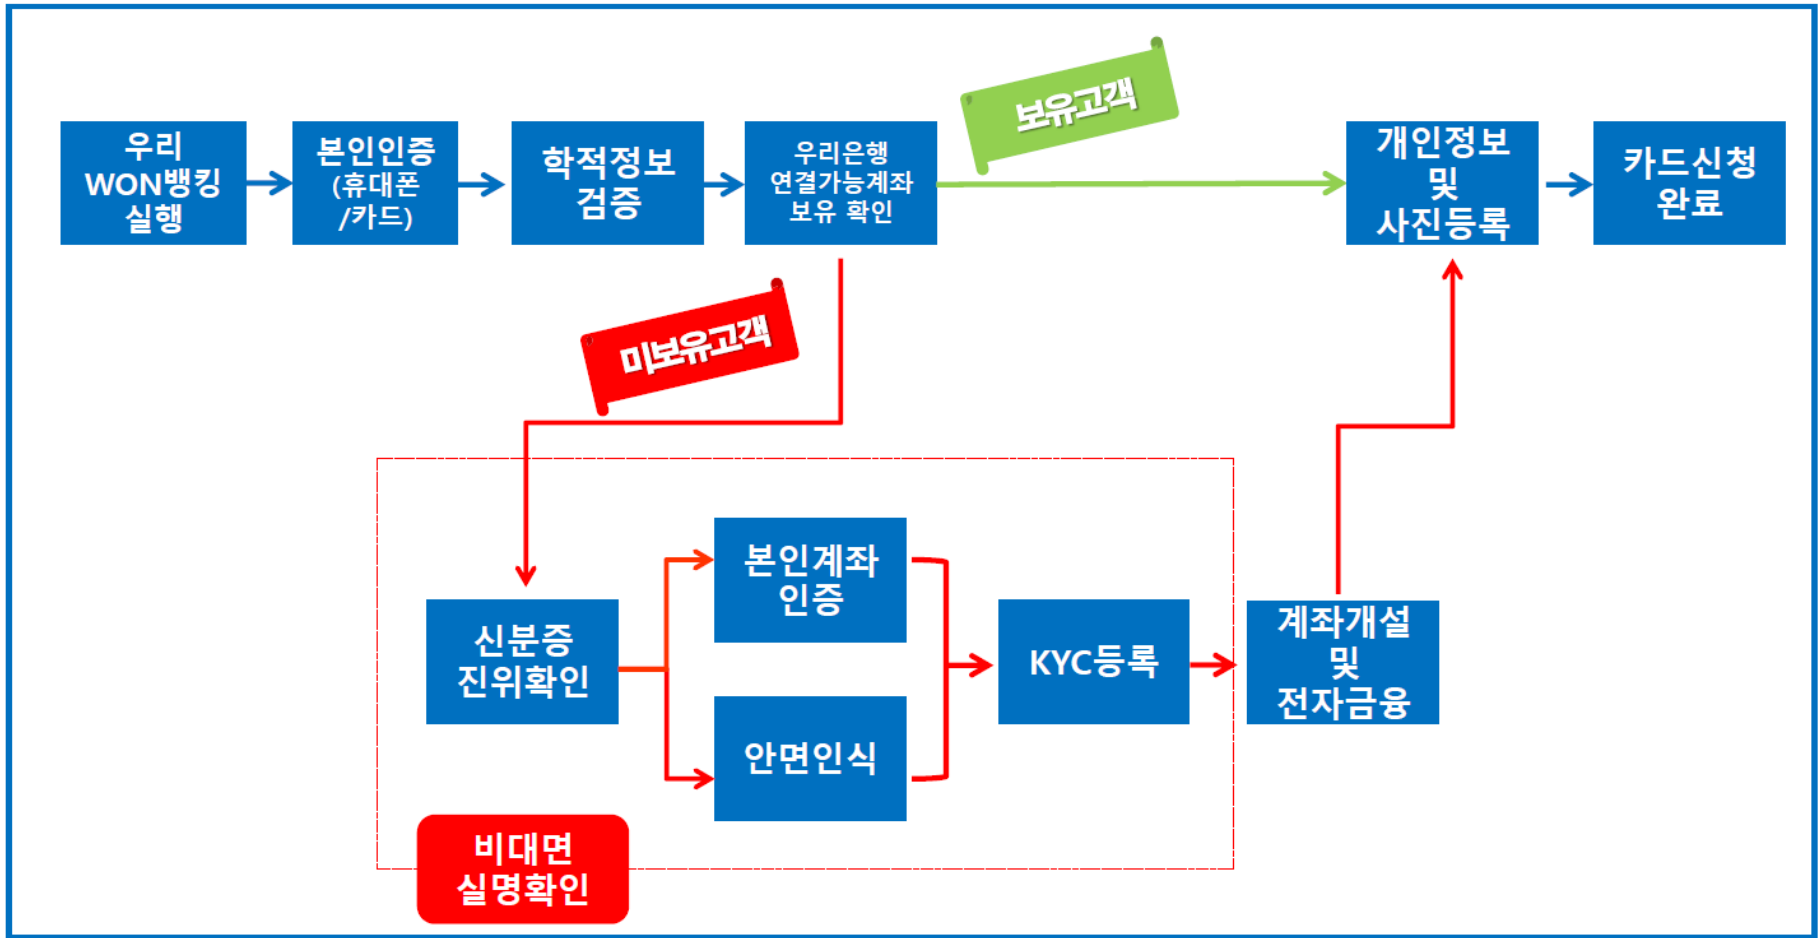 우리
WON뱅킹
실행
본인인증
(휴대폰
/카드)
학적정보
검증
우리은행
연결가능계좌
보유 확인
보유고객
개인정보
및
사진등록
카드신청
완료
미보유고객
신분증
진위확인
본인계좌
인증
안면인식
KYC등록
계좌개설
및
전자금융
비대면
실명확인